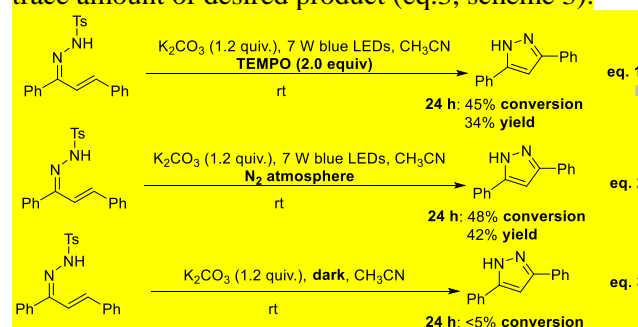 trace amount of desired product (eq.3, scheme 3).
Ts
N NH
Ph Ph
K2CO3 (1.2 quiv.), 7 W blue LEDs, CH3CN
TEMPO (2.0 equiv)
rt
HN N
Ph Ph
24 h: 45% conversion
34% yield
eq. 1
Ts
N NH
Ph Ph
K2CO3 (1.2 quiv.), 7 W blue LEDs, CH3CN
N2 atmosphere
rt
HN N
Ph Ph
24 h: 48% conversion
42% yield
eq.
Ts
N NH
Ph Ph
K2CO3 (1.2 quiv.), dark, CH3CN
rt
HN N
Ph Ph
24 h: <5% conversion
eq.